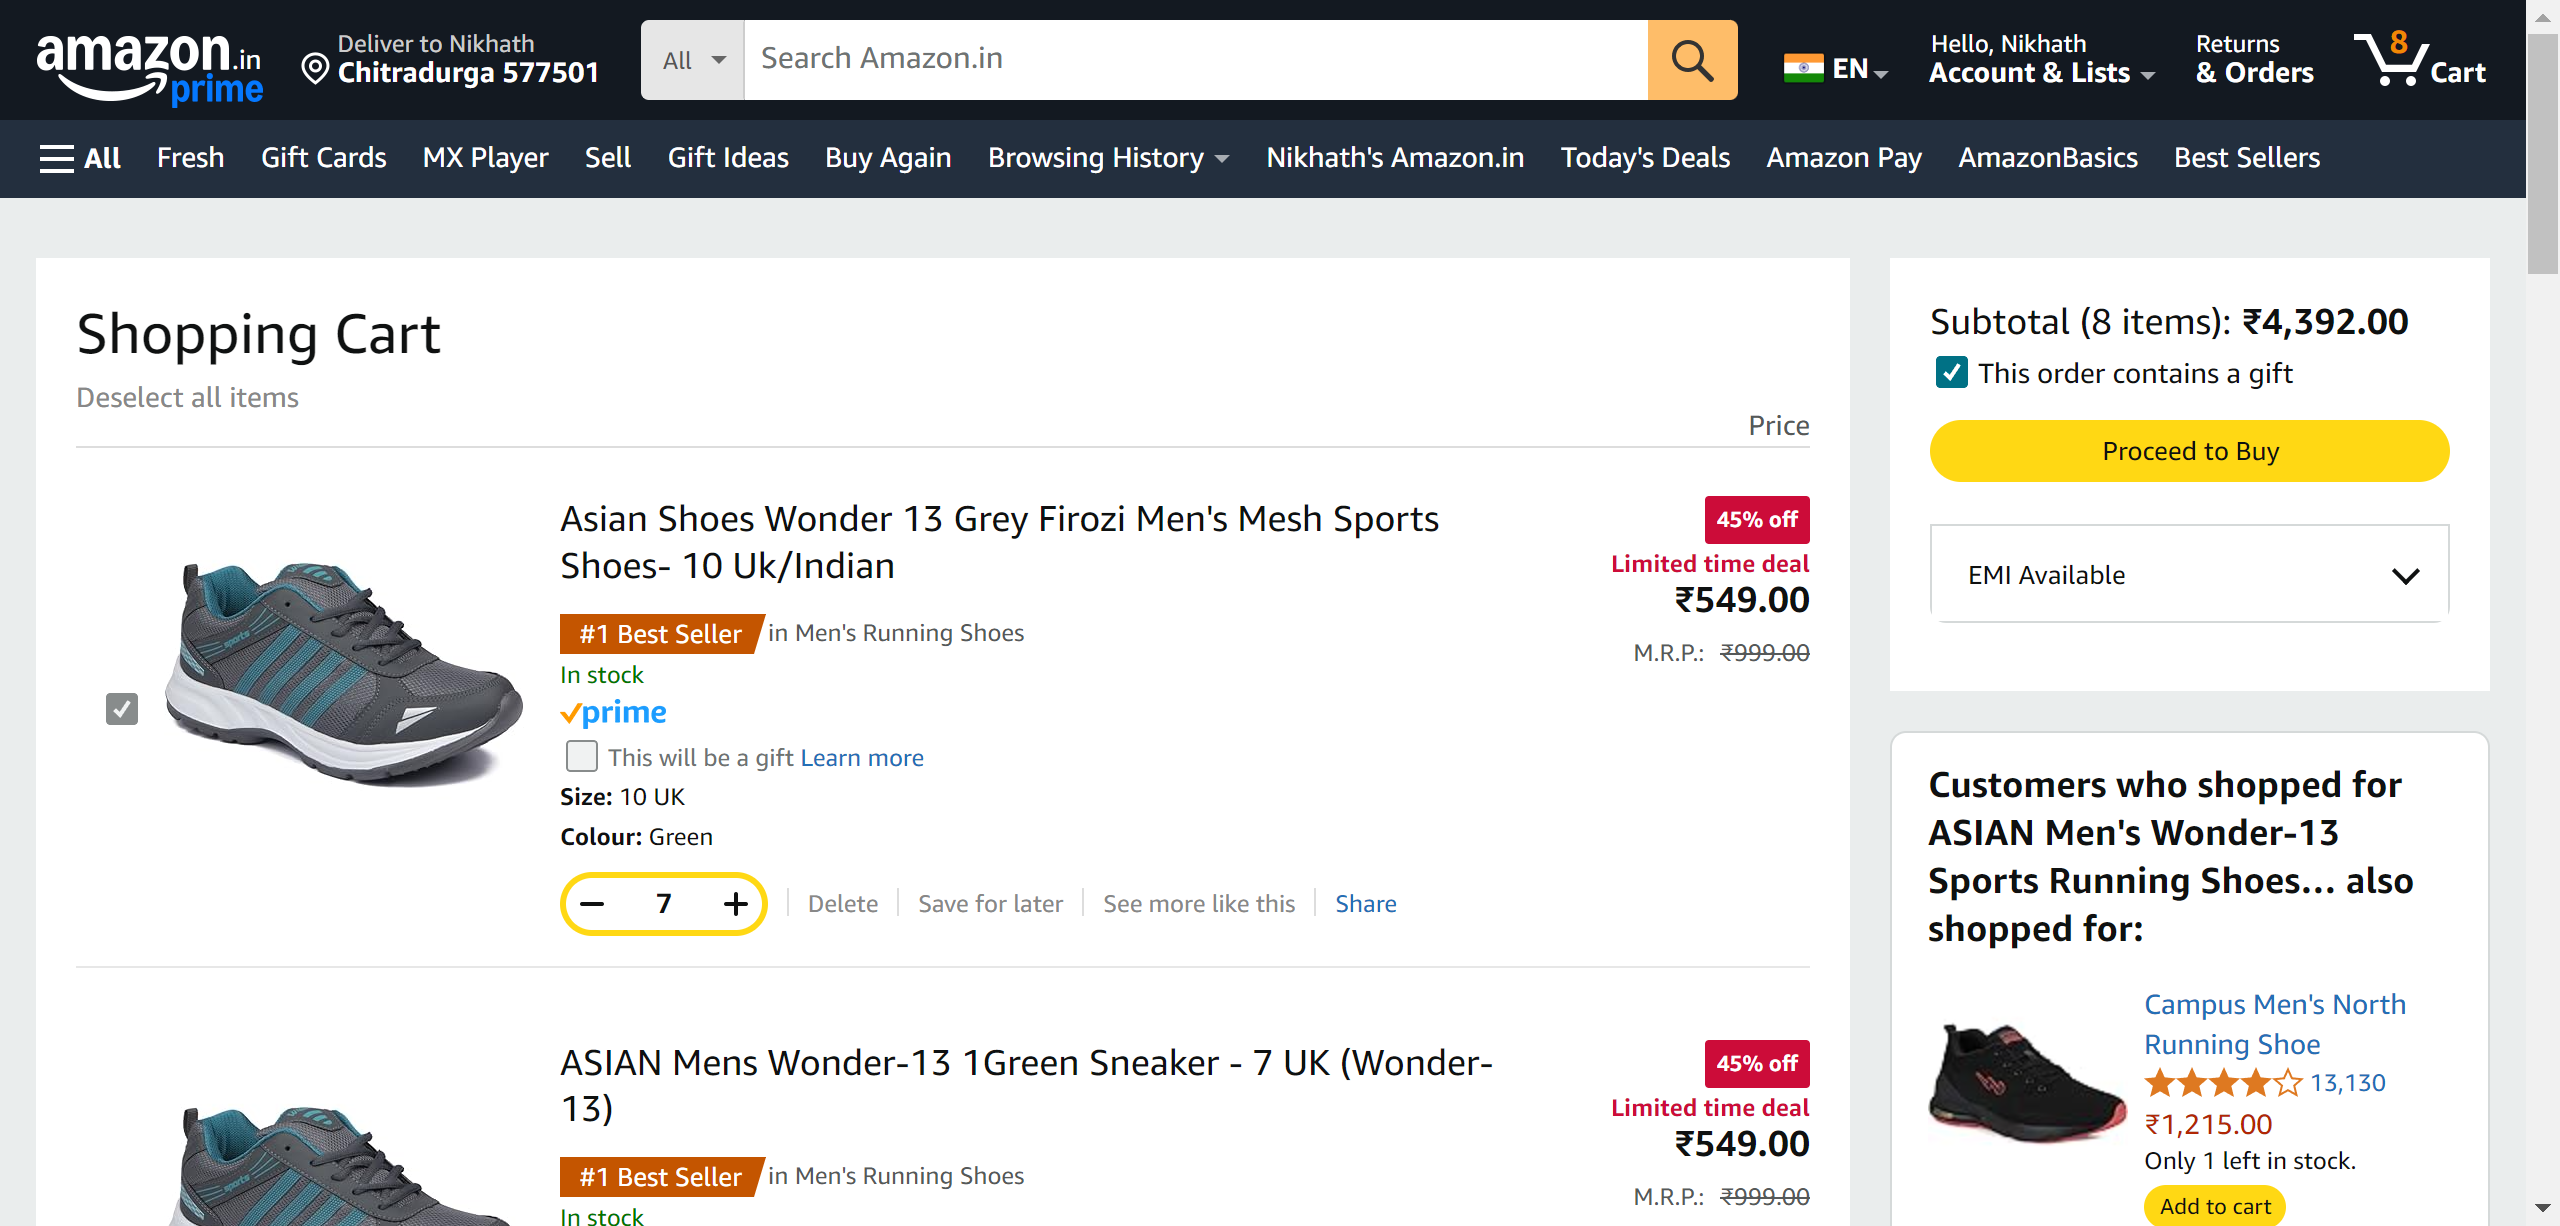 amazon.in
prime
Deliver to Nikhath
Chitradurga 577501
All
Search Amazon.in
EN
Hello, Nikhath
Account & Lists
Returns
& Orders
8
Cart
All
Fresh
Gift Cards
MX Player
Sell
Gift Ideas
Buy Again
Browsing History
Nikhath's Amazon.in
Today's Deals
Amazon Pay
AmazonBasics
Best Sellers
Shopping Cart
Deselect all items
Price
Asian Shoes Wonder 13 Grey Firozi Men's Mesh Sports
Shoes- 10 Uk/Indian
#1 Best Seller in Men's Running Shoes
In stock
prime
This will be a gift Learn more
Size: 10 UK
Colour: Green
7
Delete
Save for later
See more like this
Share
45% off
Limited time deal
₹549.00
M.R.P.: ₹999.00
sports
ASIAN Mens Wonder-13 1Green Sneaker - 7 UK (Wonder-
13)
#1 Best Seller in Men's Running Shoes
In stock
45% off
Limited time deal
₹549.00
M.R.P.: ₹999.00
sports
Subtotal (8 items): ₹4,392.00
This order contains a gift
Proceed to Buy
EMI Available
Customers who shopped for
ASIAN Men's Wonder-13
Sports Running Shoes... also
shopped for:
Campus Men's North
Running Shoe
13,130
₹1,215.00
Only 1 left in stock.
Add to cart